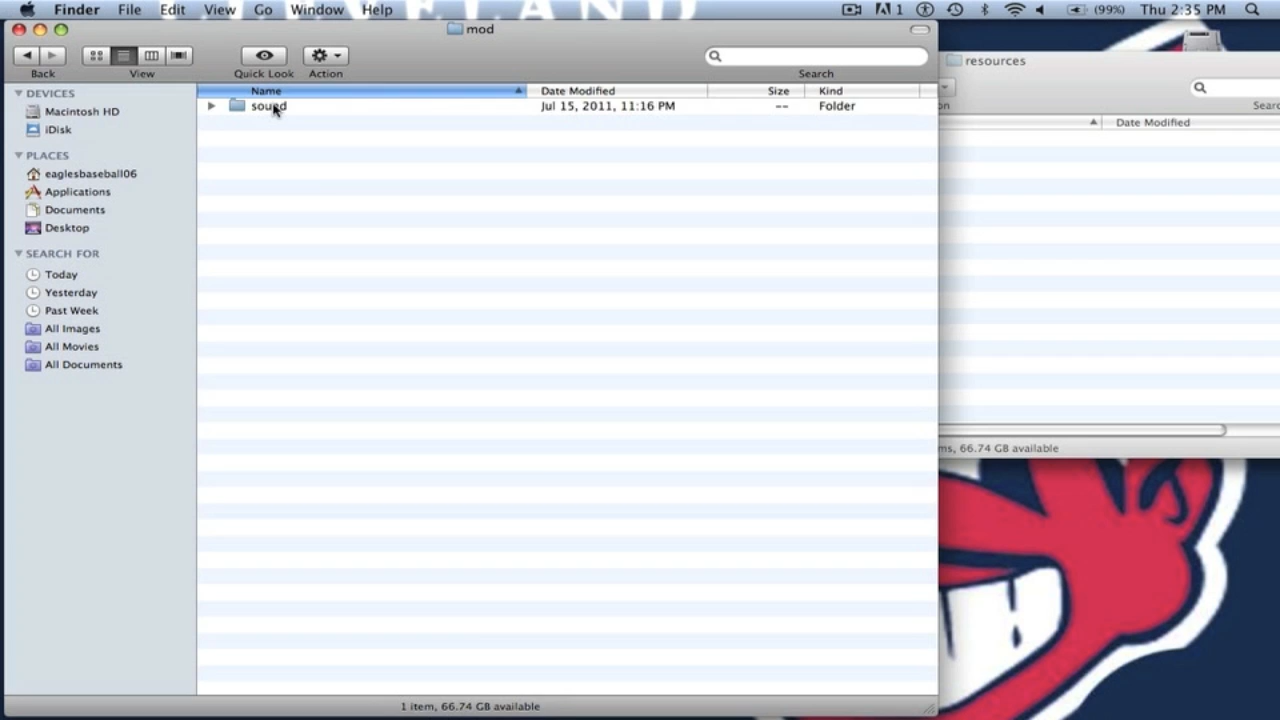 Finder File Edit View Go Window Help
1 (99%) Thu 2:35 PM
mod
Back View Quick Look Action Search
DEVICES
Macintosh HD
iDisk
PLACES
eaglesbaseball06
Applications
Documents
Desktop
SEARCH FOR
Today
Yesterday
Past Week
All Images
All Movies
All Documents
Name Date Modified Size Kind
sound Jul 15, 2011, 11:16 PM -- Folder
1 item, 66.74 GB available
resources
Date Modified
66.74 GB available